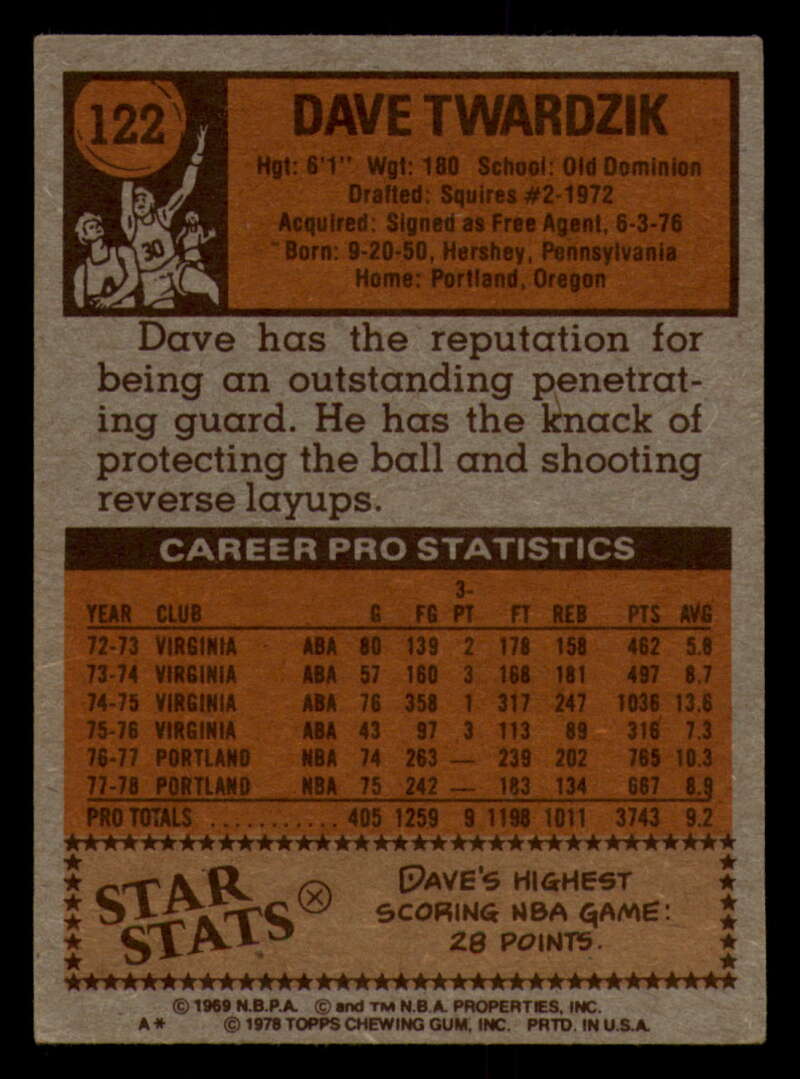 122
DAVE TWARDZIK
Hgt: 6'1" Wgt: 180 School: Old Dominion
Drafted: Squires #2-1972
Acquired: Signed as Free Agent, 6-3-76
Born: 9-20-50, Hershey, Pennsylvania
Home: Portland, Oregon
30
Dave has the reputation for
being an outstanding penetrat-
ing guard. He has the knack of
protecting the ball and shooting
reverse layups.
CAREER PRO STATISTICS
YEAR CLUB G FG 3-PT FT REB PTS AVG
72-73 VIRGINIA ABA 80 139 2 178 158 462 5.8
73-74 VIRGINIA ABA 57 160 3 168 181 497 8.7
74-75 VIRGINIA ABA 76 358 1 317 247 1036 13.6
75-76 VIRGINIA ABA 43 97 3 113 89 316 7.3
76-77 PORTLAND NBA 74 263 — 239 202 765 10.3
77-78 PORTLAND NBA 75 242 — 183 134 667 8.9
PRO TOTALS ........... 405 1259 9 1198 1011 3743 9.2
STAR STATS
DAVE'S HIGHEST
SCORING NBA GAME:
28 POINTS.
© 1969 N.B.P.A. © and TM N.B.A. PROPERTIES, INC.
A* © 1978 TOPPS CHEWING GUM, INC. PRTD. IN U.S.A.